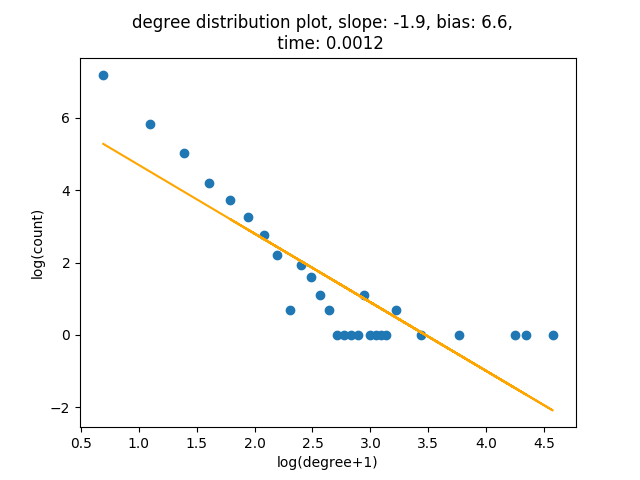 degree distribution plot, slope: -1.9, bias: 6.6,
time: 0.0012
log(count)
6
4
2
0
−2
0.5 1.0 1.5 2.0 2.5 3.0 3.5 4.0 4.5
log(degree+1)